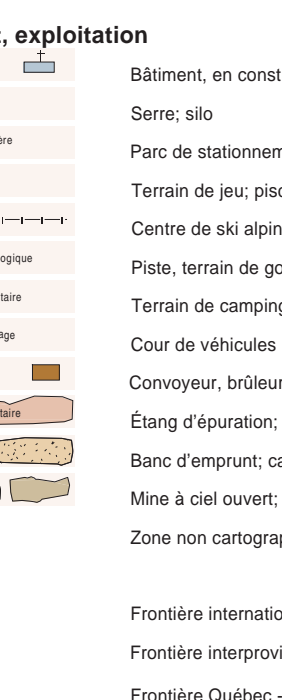 , exploitation
Bâtiment, en const
Serre; silo
ère
Parc de stationnem
Terrain de jeu; pisc
Centre de ski alpin
ogique
Piste, terrain de go
taire
Terrain de camping
age
Cour de véhicules
Convoyeur, brûleur
taire
Étang d'épuration;
Banc d'emprunt; ca
Mine à ciel ouvert;
Zone non cartograp
Frontière internatio
Frontière interprovi
Frontière Québec -